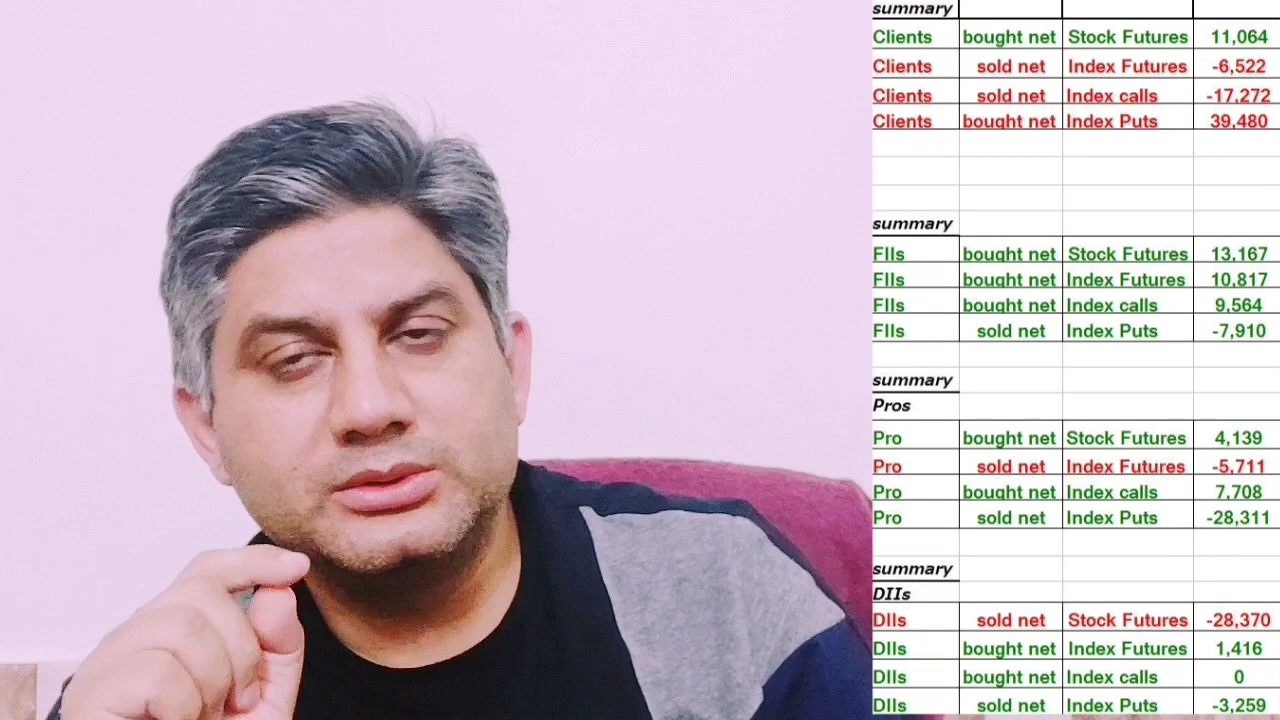 summary
Clients bought net Stock Futures 11,064
Clients sold net Index Futures -6,522
Clients sold net Index calls -17,272
Clients bought net Index Puts 39,480
summary
FIIs bought net Stock Futures 13,167
FIIs bought net Index Futures 10,817
FIIs bought net Index calls 9,564
FIIs sold net Index Puts -7,910
summary
Pros
Pro bought net Stock Futures 4,139
Pro sold net Index Futures -5,711
Pro bought net Index calls 7,708
Pro sold net Index Puts -28,311
summary
DIIs
DIIs sold net Stock Futures -28,370
DIIs bought net Index Futures 1,416
DIIs bought net Index calls 0
DIIs sold net Index Puts -3,259